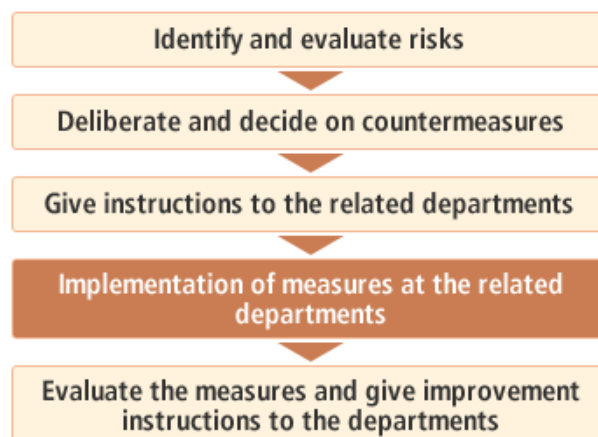 Identify and evaluate risks
Deliberate and decide on countermeasures
Give instructions to the related departments
Implementation of measures at the related
departments
Evaluate the measures and give improvement
instructions to the departments